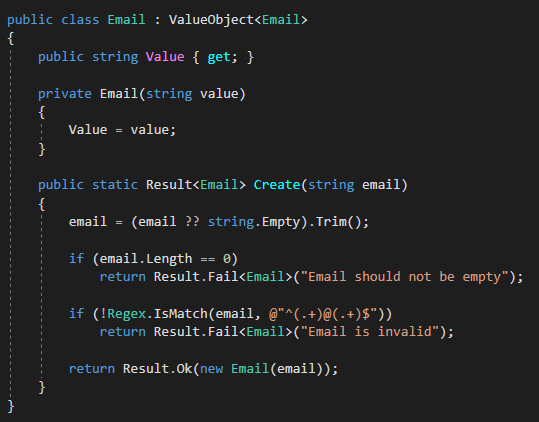 public class Email : ValueObject<Email>
{
    public string Value { get; }

    private Email(string value)
    {
        Value = value;
    }

    public static Result<Email> Create(string email)
    {
        email = (email ?? string.Empty).Trim();

        if (email.Length == 0)
            return Result.Fail<Email>("Email should not be empty");

        if (!Regex.IsMatch(email, @"^(.+)@(.+)$"))
            return Result.Fail<Email>("Email is invalid");

        return Result.Ok(new Email(email));
    }
}